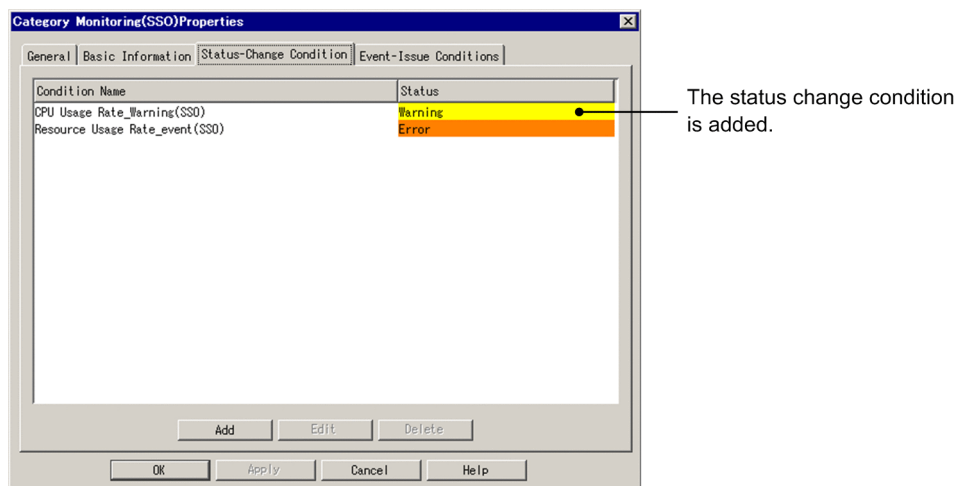 Category Monitoring(SSO)Properties
General Basic Information Status-Change Condition Event-Issue Conditions
Condition Name Status
CPU Usage Rate_Warning(SSO) Warning
Resource Usage Rate_event(SSO) Error
The status change condition
is added.
Add Edit Delete
OK Apply Cancel Help